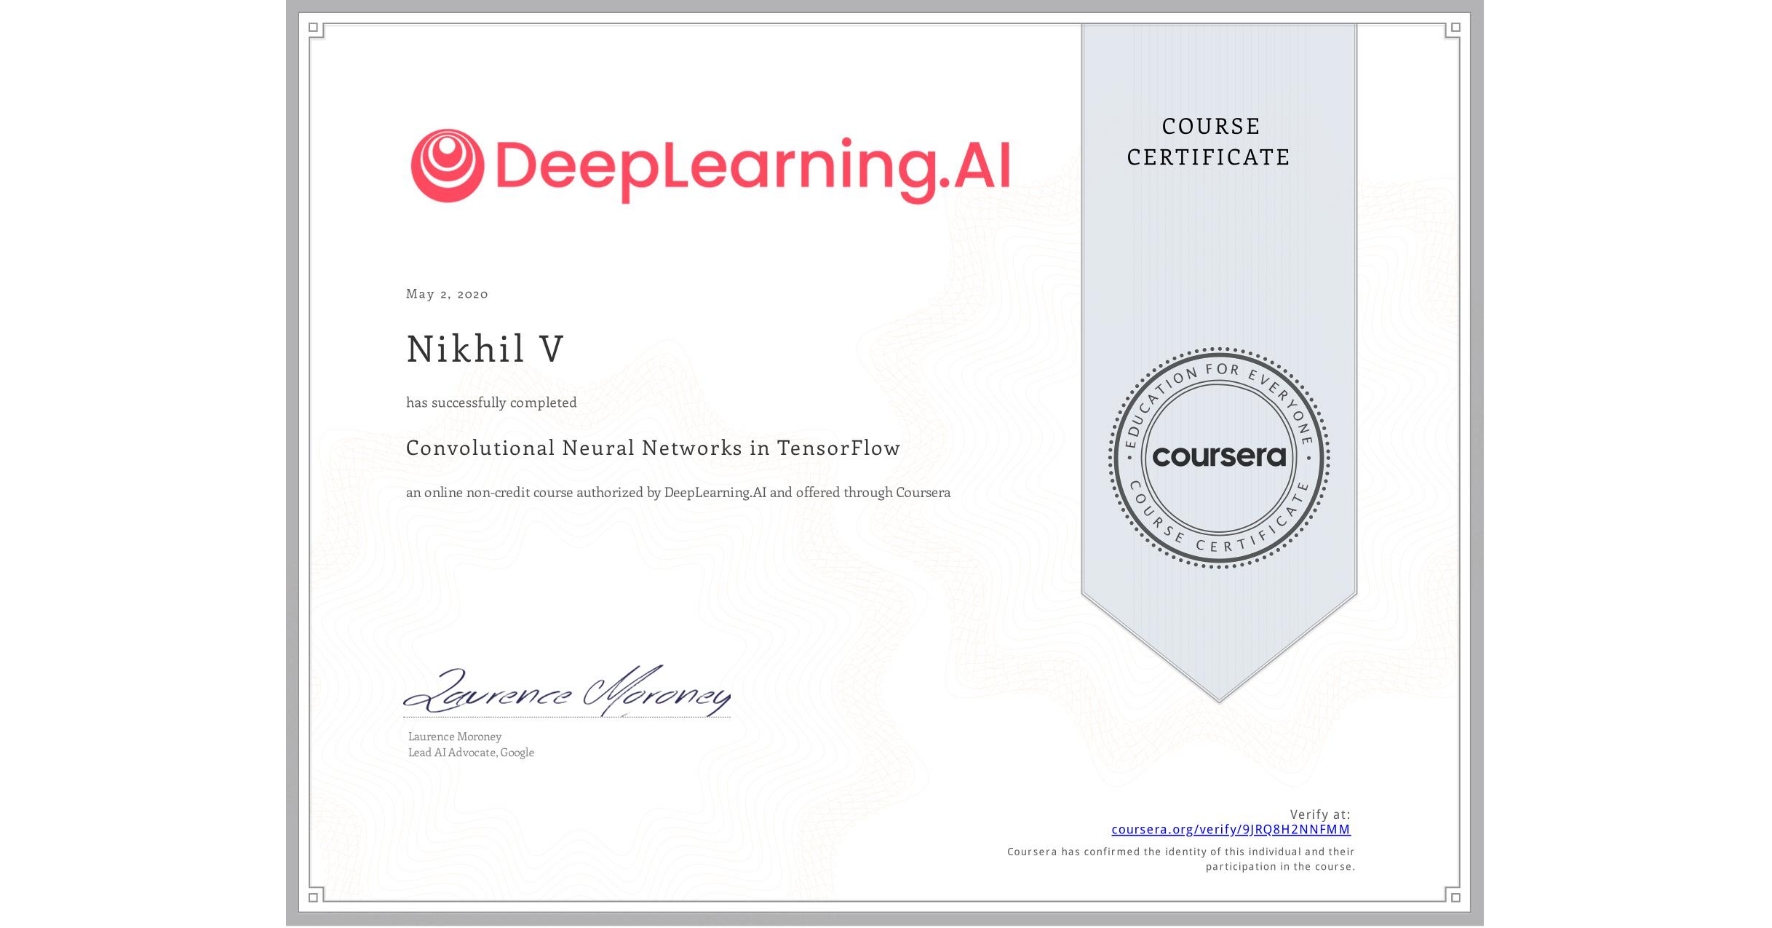 DeepLearning.AI
COURSE
CERTIFICATE
May 2, 2020
Nikhil V
has successfully completed
Convolutional Neural Networks in TensorFlow
an online non-credit course authorized by DeepLearning.AI and offered through Coursera
EDUCATION FOR EVERYONE
coursera
COURSE CERTIFICATE
Laurence Moroney
Laurence Moroney
Lead AI Advocate, Google
Verify at:
coursera.org/verify/9JRQ8H2NNFMM
Coursera has confirmed the identity of this individual and their
participation in the course.